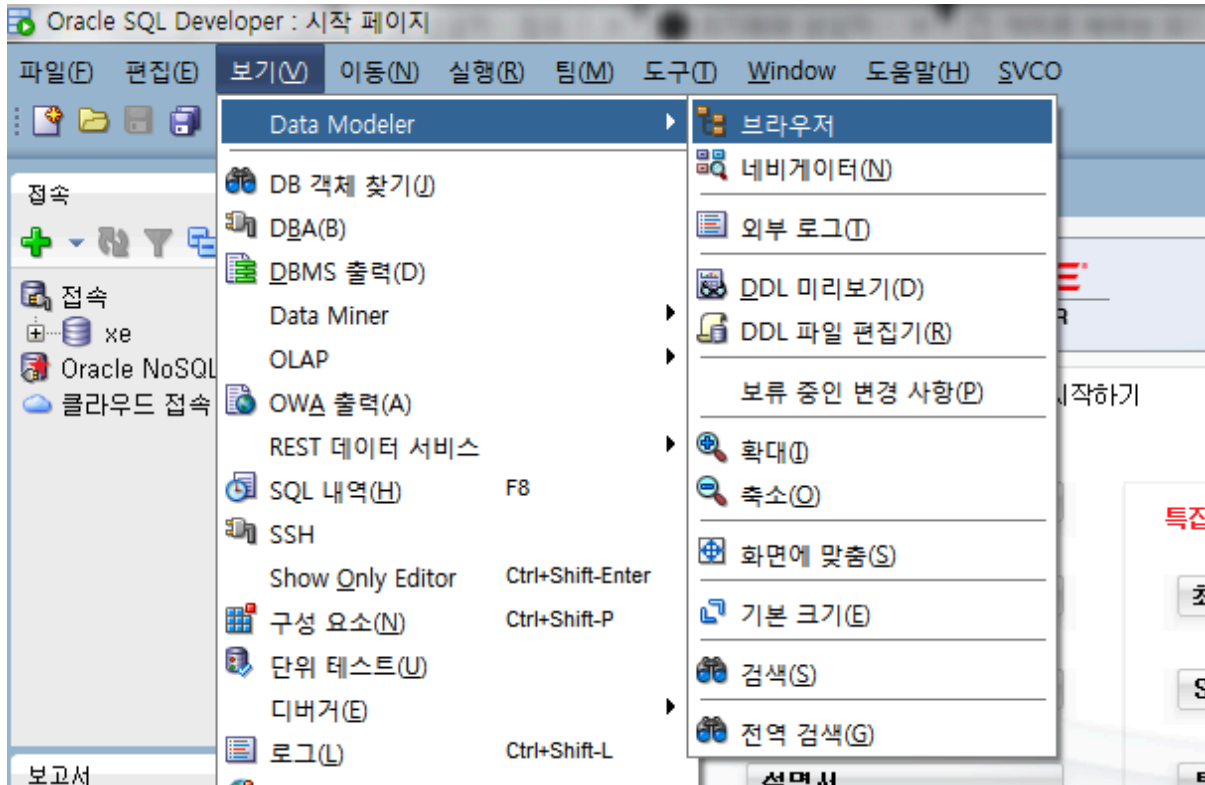 Oracle SQL Developer : 시작 페이지
파일(F) 편집(E) 보기(V) 이동(N) 실행(R) 팀(M) 도구(T) Window 도움말(H) SVCO
접속
접속
xe
Oracle NoSQL
클라우드 접속
보고서
Data Modeler
DB 객체 찾기(J)
DBA(B)
DBMS 출력(D)
Data Miner
OLAP
OWA 출력(A)
REST 데이터 서비스
SQL 내역(H) F8
SSH
Show Only Editor Ctrl+Shift-Enter
구성 요소(N) Ctrl+Shift-P
단위 테스트(U)
디버거(E)
로그(L) Ctrl+Shift-L
브라우저
네비게이터(N)
외부 로그(T)
DDL 미리보기(D)
DDL 파일 편집기(R)
보류 중인 변경 사항(P)
확대(I)
축소(O)
화면에 맞춤(S)
기본 크기(E)
검색(S)
전역 검색(G)
E
R
시작하기
특집
설명서